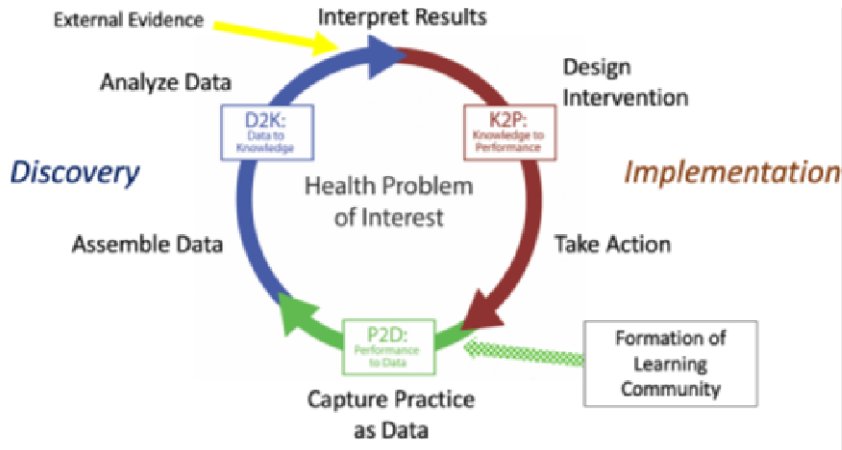 External Evidence
Interpret Results
Analyze Data
Design
Intervention
D2K:
Data to
Knowledge
K2P:
Knowledge to
Performance
Discovery
Health Problem
of Interest
Implementation
Assemble Data
Take Action
P2D:
Performance
to Data
Formation of
Learning
Community
Capture Practice
as Data